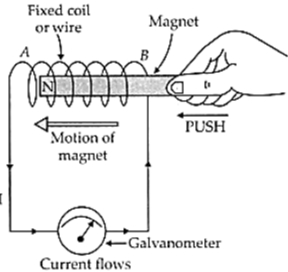 Fixed coil
or wire
Magnet
A
B
N
Motion of
magnet
PUSH
Galvanometer
Current flows